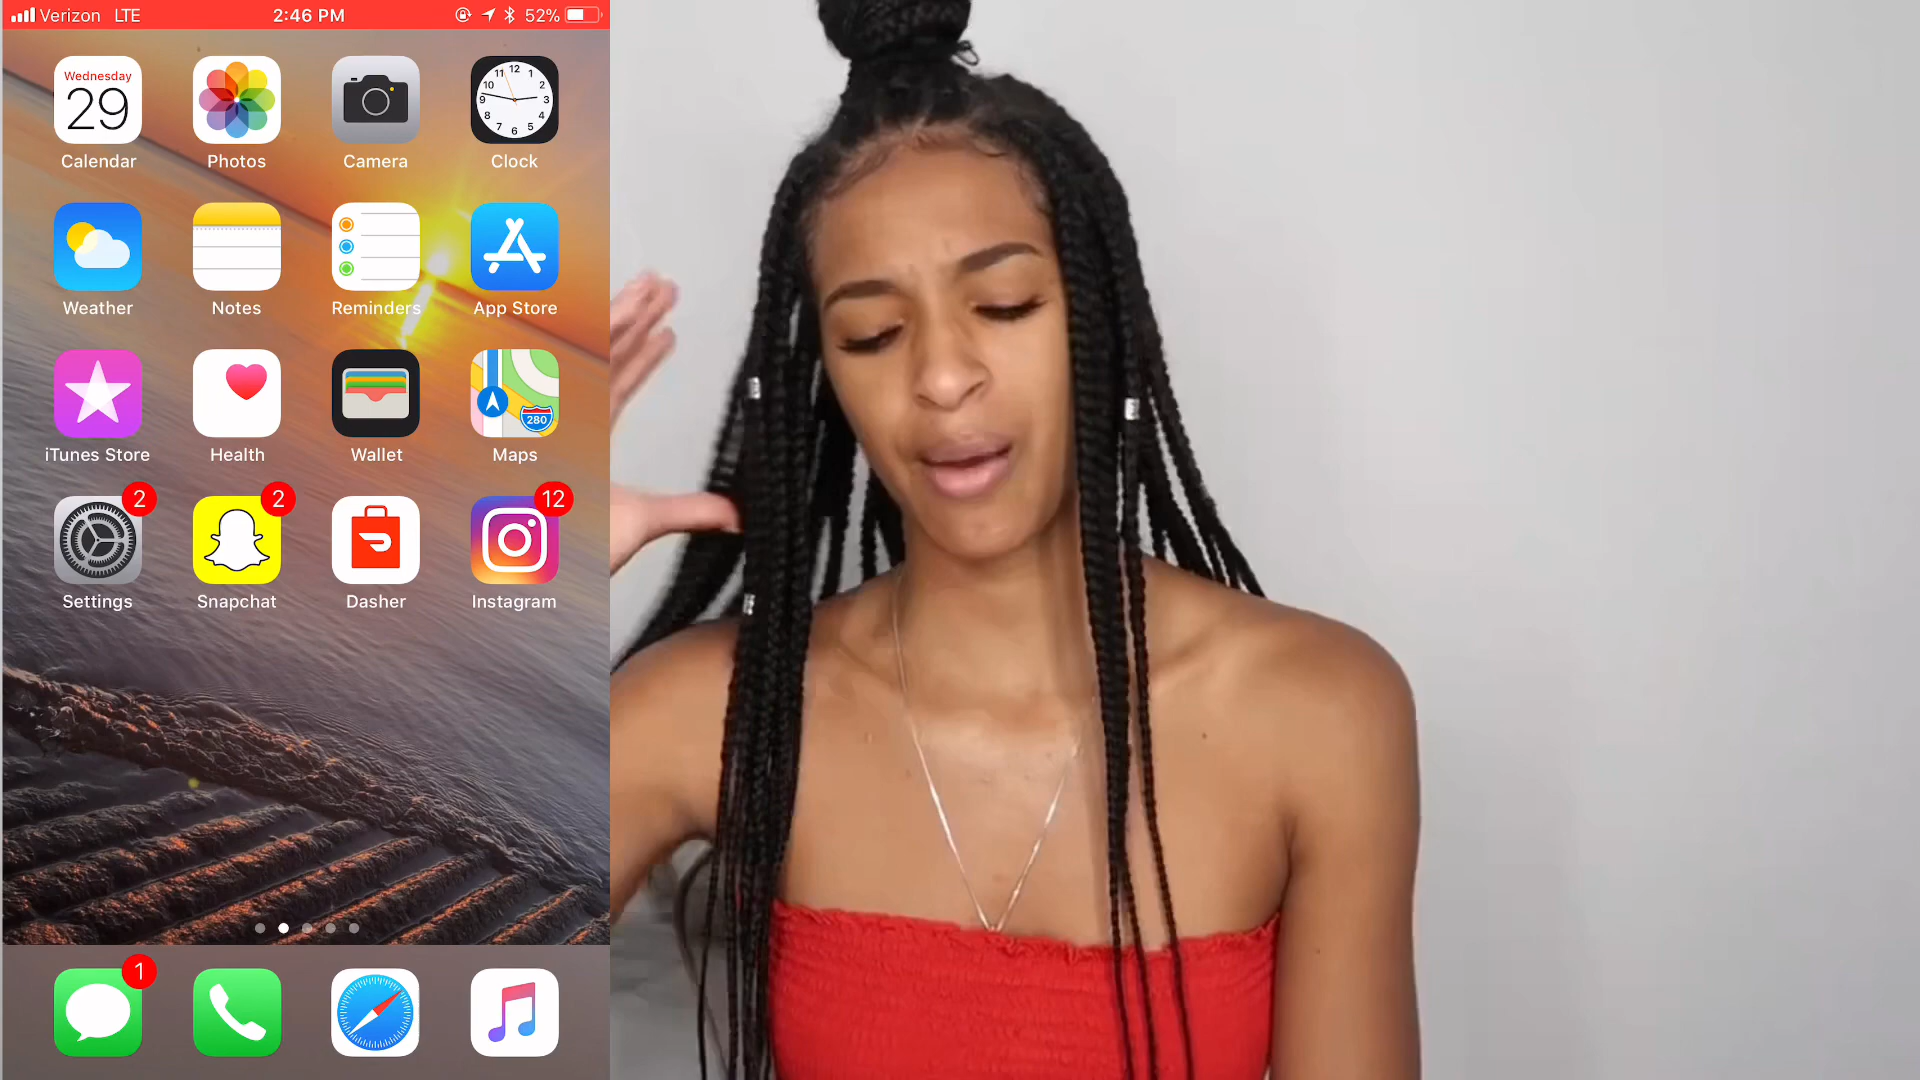 Verizon LTE 2:46 PM 52%
Wednesday
29
Calendar Photos Camera Clock
Weather Notes Reminders App Store
280
iTunes Store Health Wallet Maps
2 2 12
Settings Snapchat Dasher Instagram
1